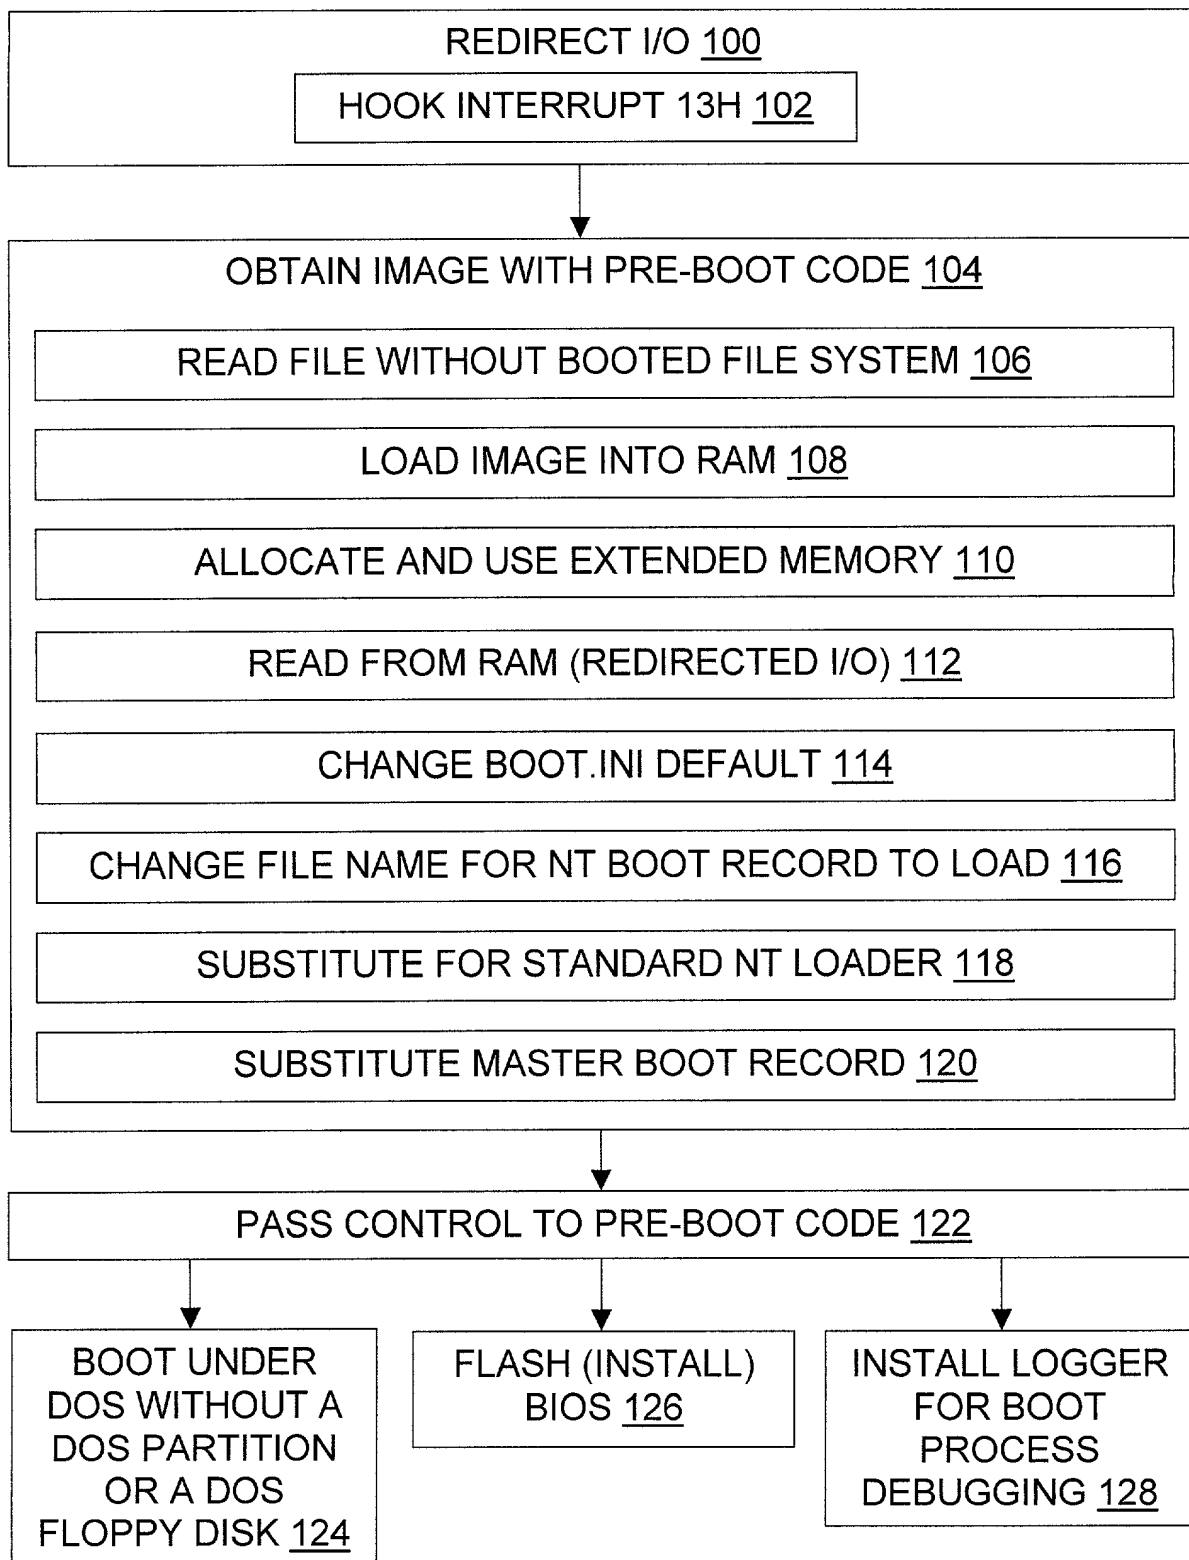 REDIRECT I/O 100
HOOK INTERRUPT 13H 102
OBTAIN IMAGE WITH PRE-BOOT CODE 104
READ FILE WITHOUT BOOTED FILE SYSTEM 106
LOAD IMAGE INTO RAM 108
ALLOCATE AND USE EXTENDED MEMORY 110
READ FROM RAM (REDIRECTED I/O) 112
CHANGE BOOT.INI DEFAULT 114
CHANGE FILE NAME FOR NT BOOT RECORD TO LOAD 116
SUBSTITUTE FOR STANDARD NT LOADER 118
SUBSTITUTE MASTER BOOT RECORD 120
PASS CONTROL TO PRE-BOOT CODE 122
BOOT UNDER
DOS WITHOUT A
DOS PARTITION
OR A DOS
FLOPPY DISK 124
FLASH (INSTALL)
BIOS 126
INSTALL LOGGER
FOR BOOT
PROCESS
DEBUGGING 128